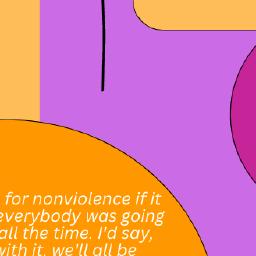 for nonviolence if it
everybody was going
all the time. I'd say,
with it, we'll all be